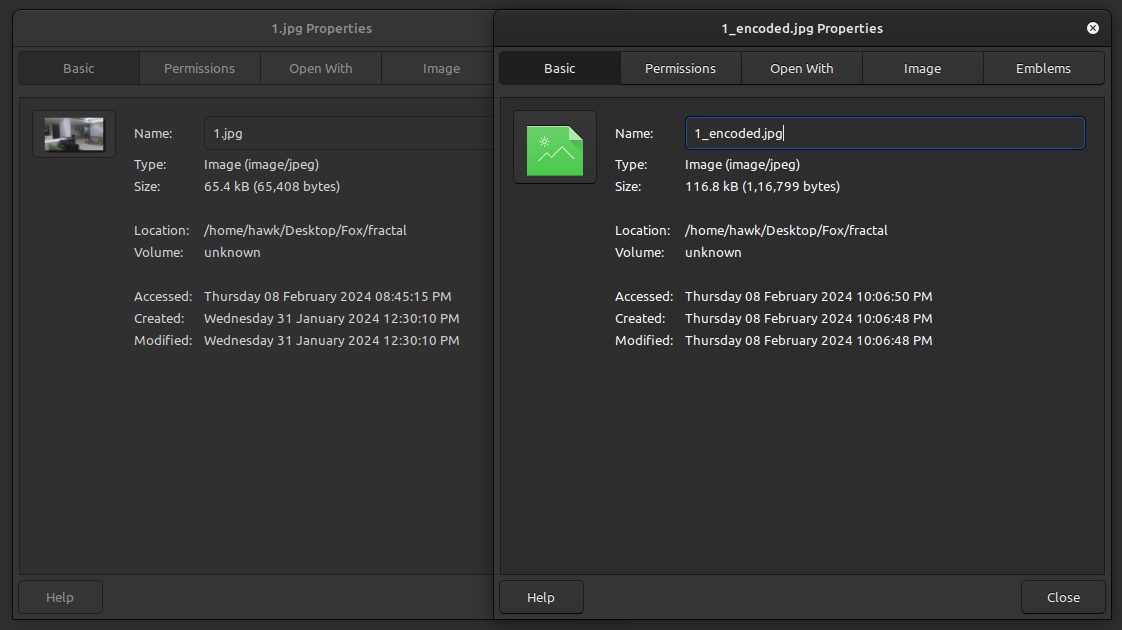 1.jpg Properties
Basic Permissions Open With Image
Name: 1.jpg
Type: Image (image/jpeg)
Size: 65.4 kB (65,408 bytes)
Location: /home/hawk/Desktop/Fox/fractal
Volume: unknown
Accessed: Thursday 08 February 2024 08:45:15 PM
Created: Wednesday 31 January 2024 12:30:10 PM
Modified: Wednesday 31 January 2024 12:30:10 PM
Help
1_encoded.jpg Properties
Basic Permissions Open With Image Emblems
Name: 1_encoded.jpg
Type: Image (image/jpeg)
Size: 116.8 kB (1,16,799 bytes)
Location: /home/hawk/Desktop/Fox/fractal
Volume: unknown
Accessed: Thursday 08 February 2024 10:06:50 PM
Created: Thursday 08 February 2024 10:06:48 PM
Modified: Thursday 08 February 2024 10:06:48 PM
Help Close